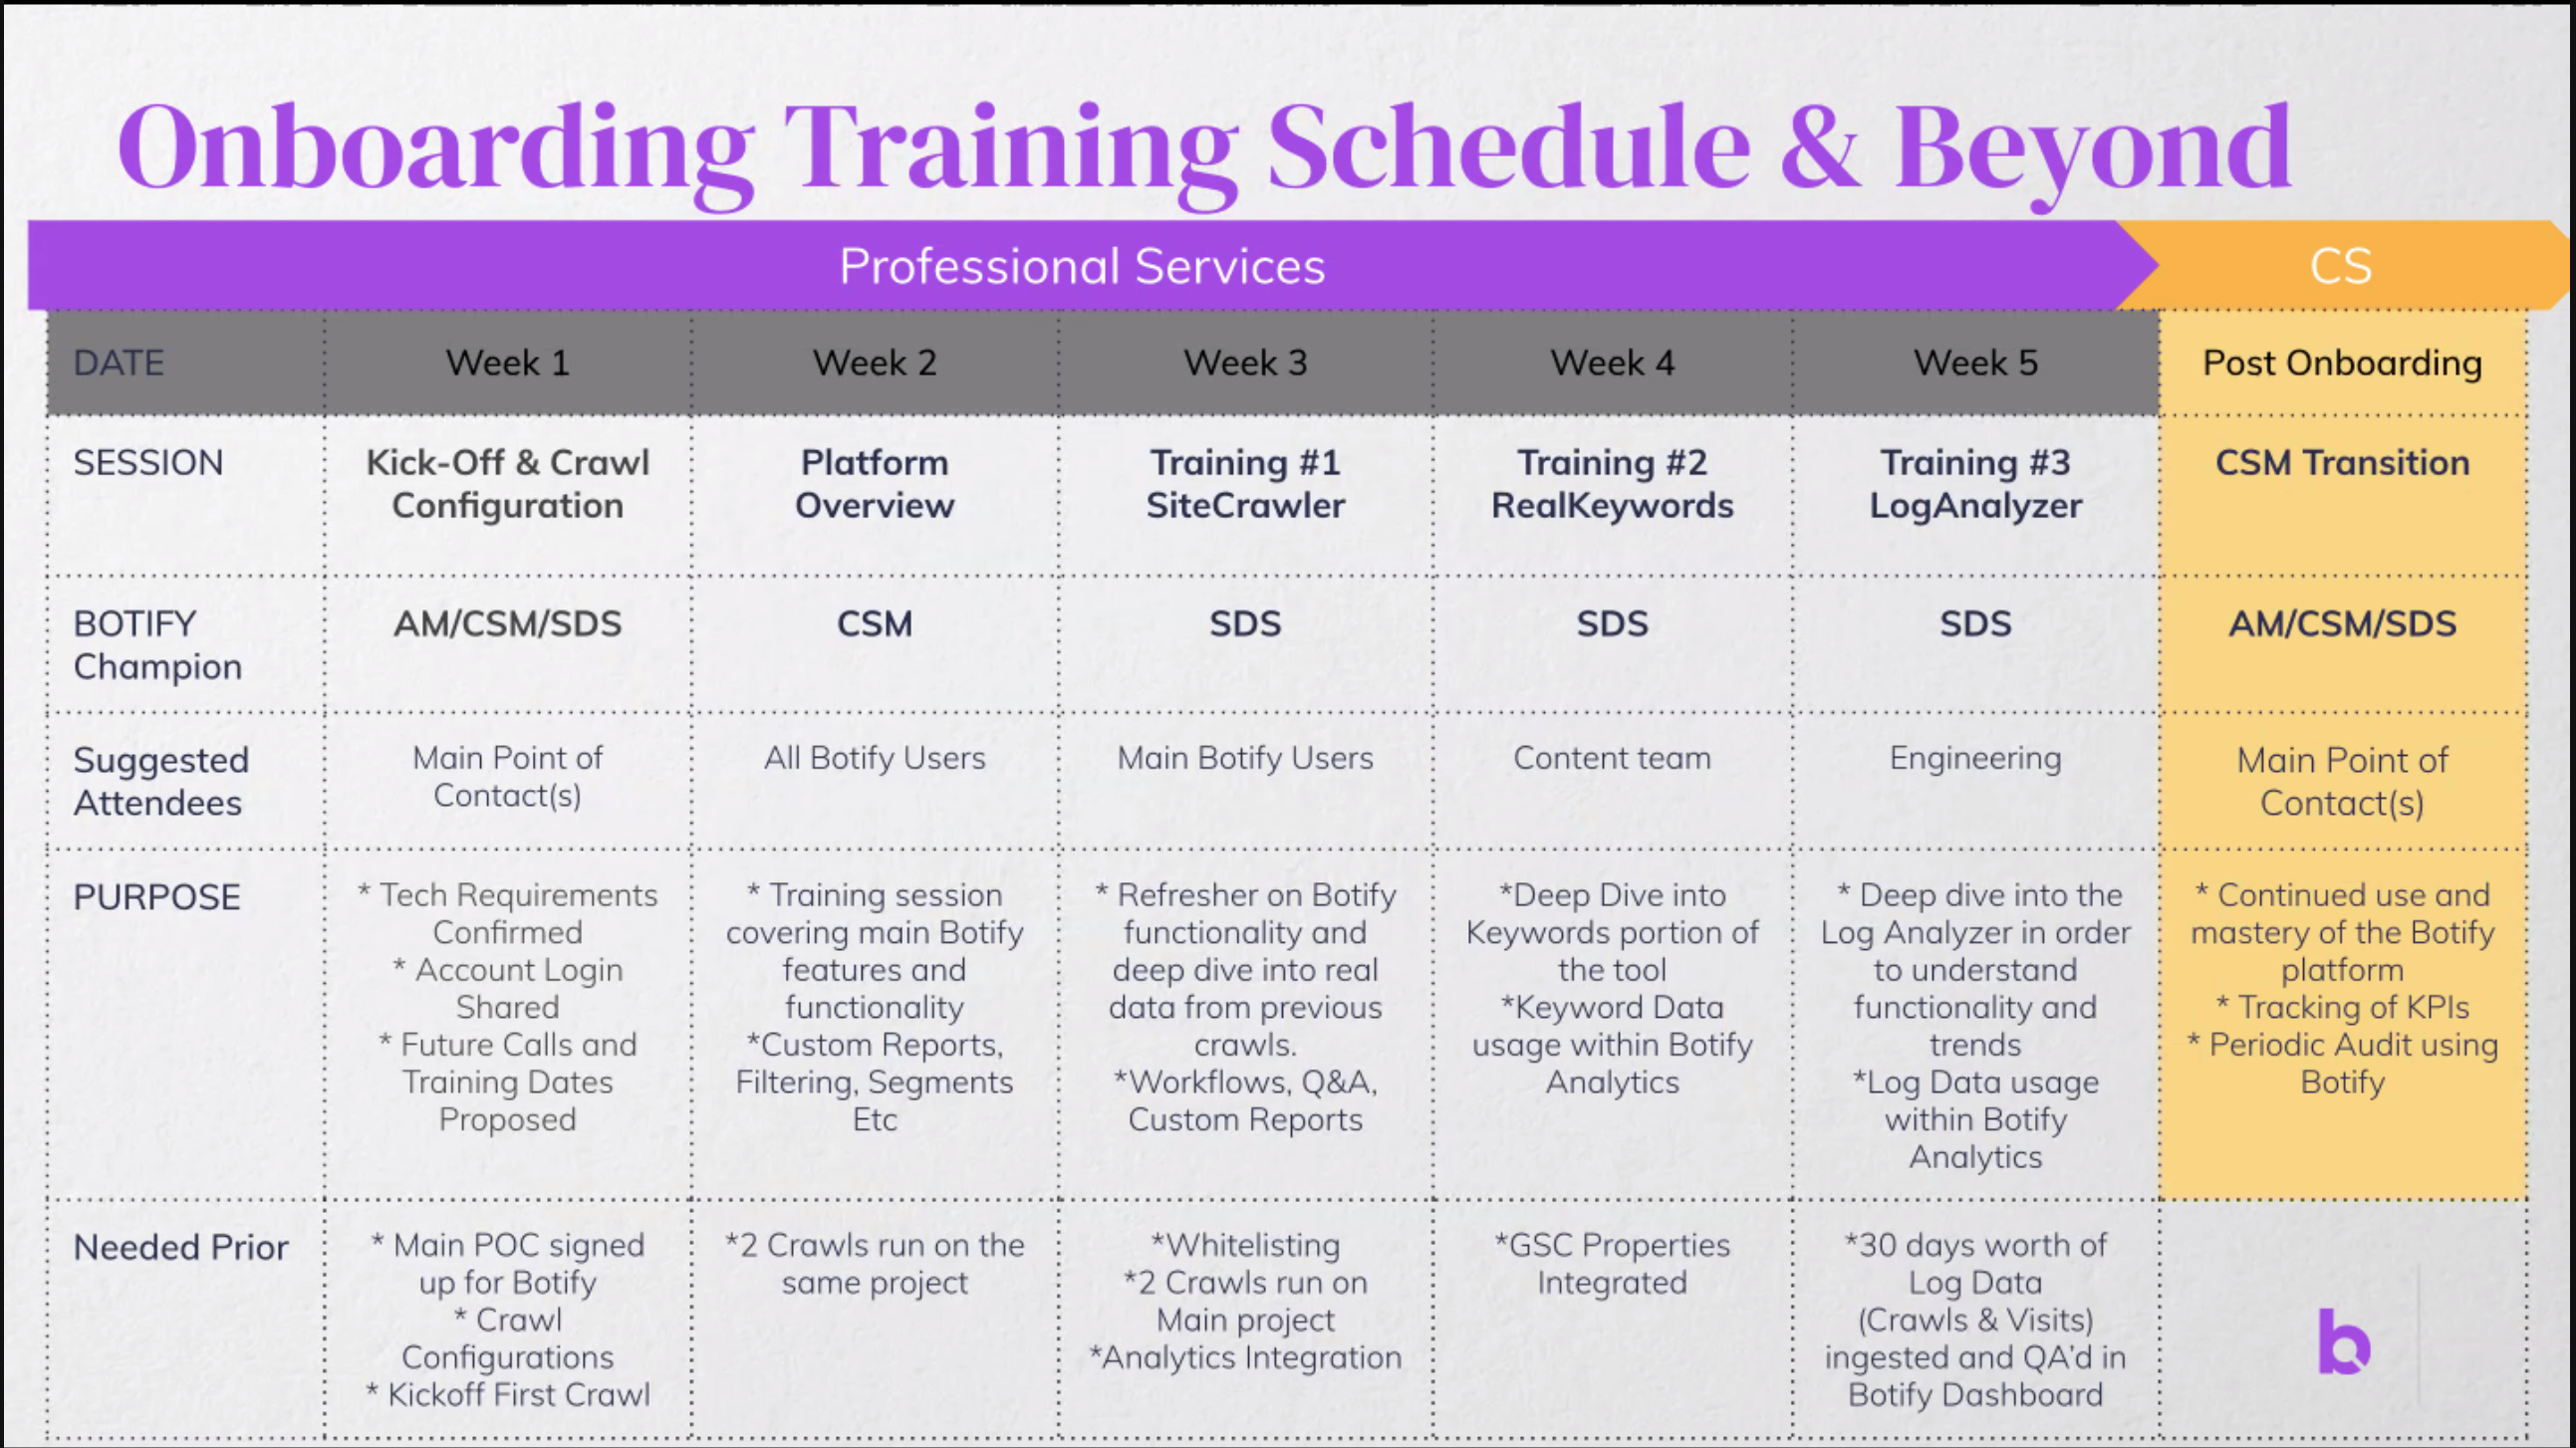 Onboarding Training Schedule & Beyond
Professional Services
CS
DATE
Week 1
Week 2
Week 3
Week 4
Week 5
Post Onboarding
SESSION
Kick-Off & Crawl
Configuration
Platform
Overview
Training #1
SiteCrawler
Training #2
RealKeywords
Training #3
LogAnalyzer
CSM Transition
BOTIFY
Champion
AM/CSM/SDS
CSM
SDS
SDS
SDS
AM/CSM/SDS
Suggested
Attendees
Main Point of
Contact(s)
All Botify Users
Main Botify Users
Content team
Engineering
Main Point of
Contact(s)
PURPOSE
* Tech Requirements
Confirmed
* Account Login
Shared
* Future Calls and
Training Dates
Proposed
* Training session
covering main Botify
features and
functionality
*Custom Reports,
Filtering, Segments
Etc
* Refresher on Botify
functionality and
deep dive into real
data from previous
crawls.
*Workflows, Q&A,
Custom Reports
*Deep Dive into
Keywords portion of
the tool
*Keyword Data
usage within Botify
Analytics
* Deep dive into the
Log Analyzer in order
to understand
functionality and
trends
*Log Data usage
within Botify
Analytics
* Continued use and
mastery of the Botify
platform
* Tracking of KPIs
* Periodic Audit using
Botify
Needed Prior
* Main POC signed
up for Botify
* Crawl
Configurations
* Kickoff First Crawl
*2 Crawls run on the
same project
*Whitelisting
*2 Crawls run on
Main project
*Analytics Integration
*GSC Properties
Integrated
*30 days worth of
Log Data
(Crawls & Visits)
ingested and QA'd in
Botify Dashboard
b